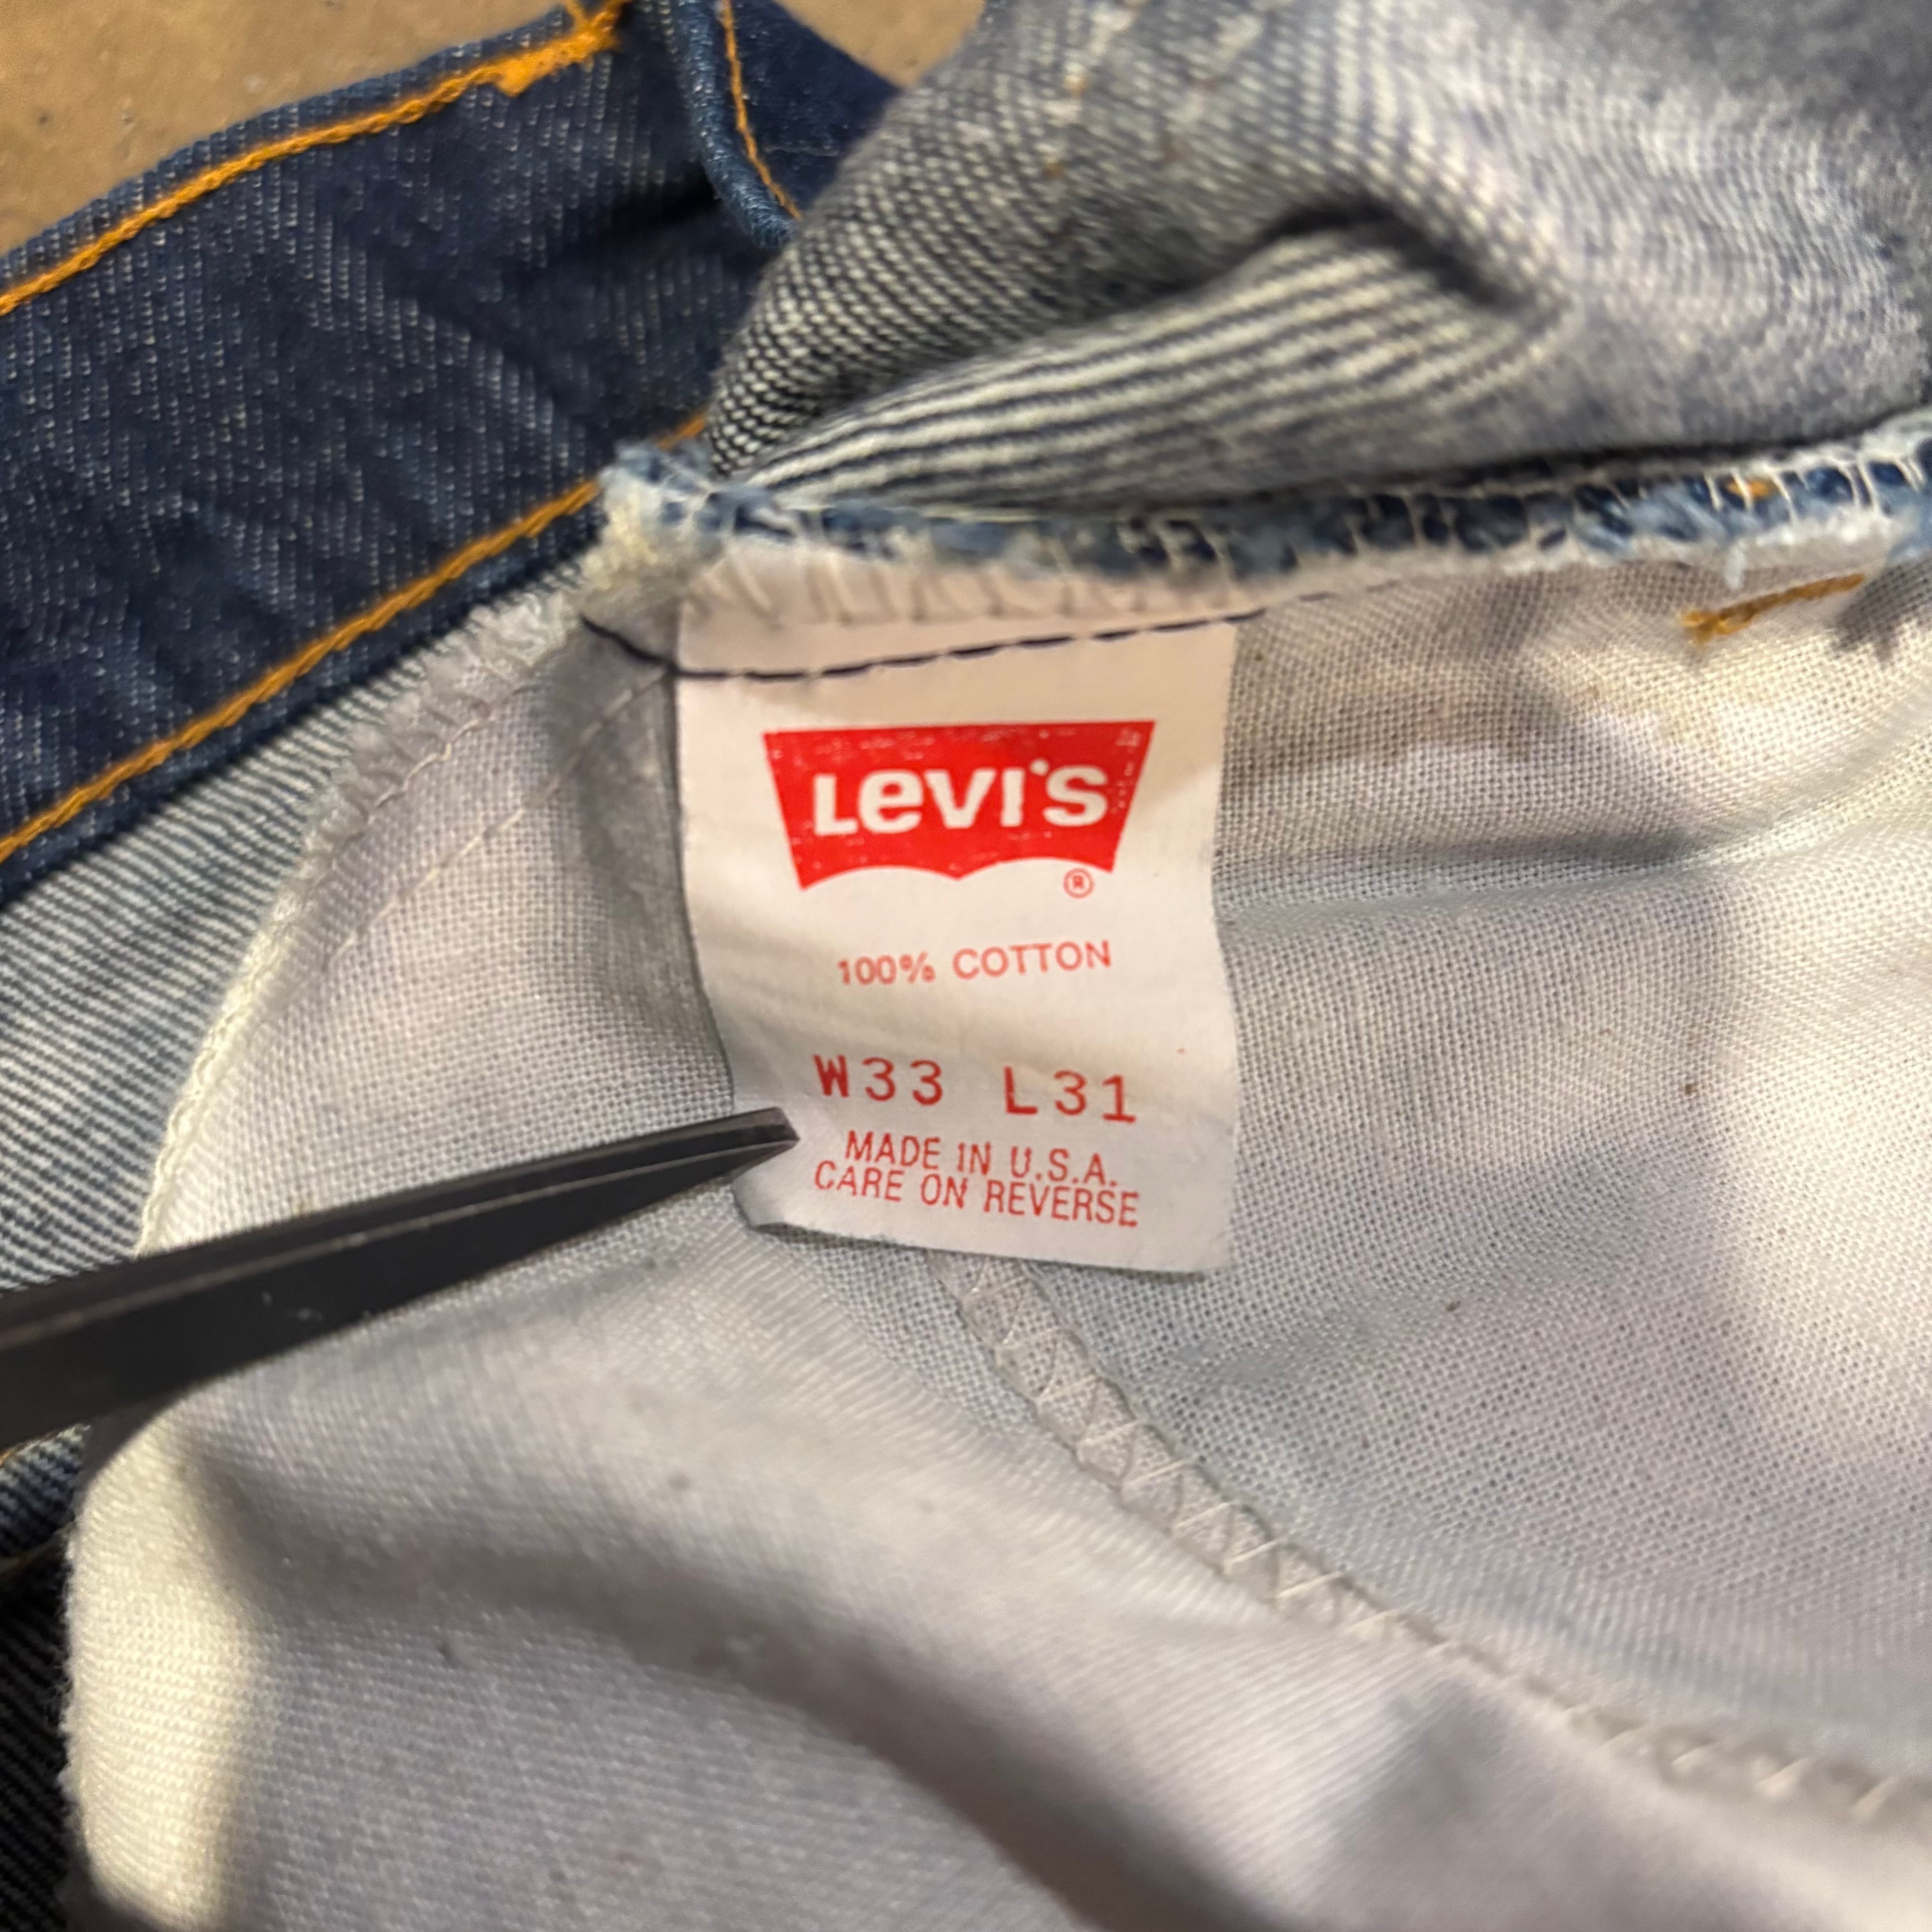 Levi's
®
100% COTTON
W33 L31
MADE IN U.S.A.
CARE ON REVERSE